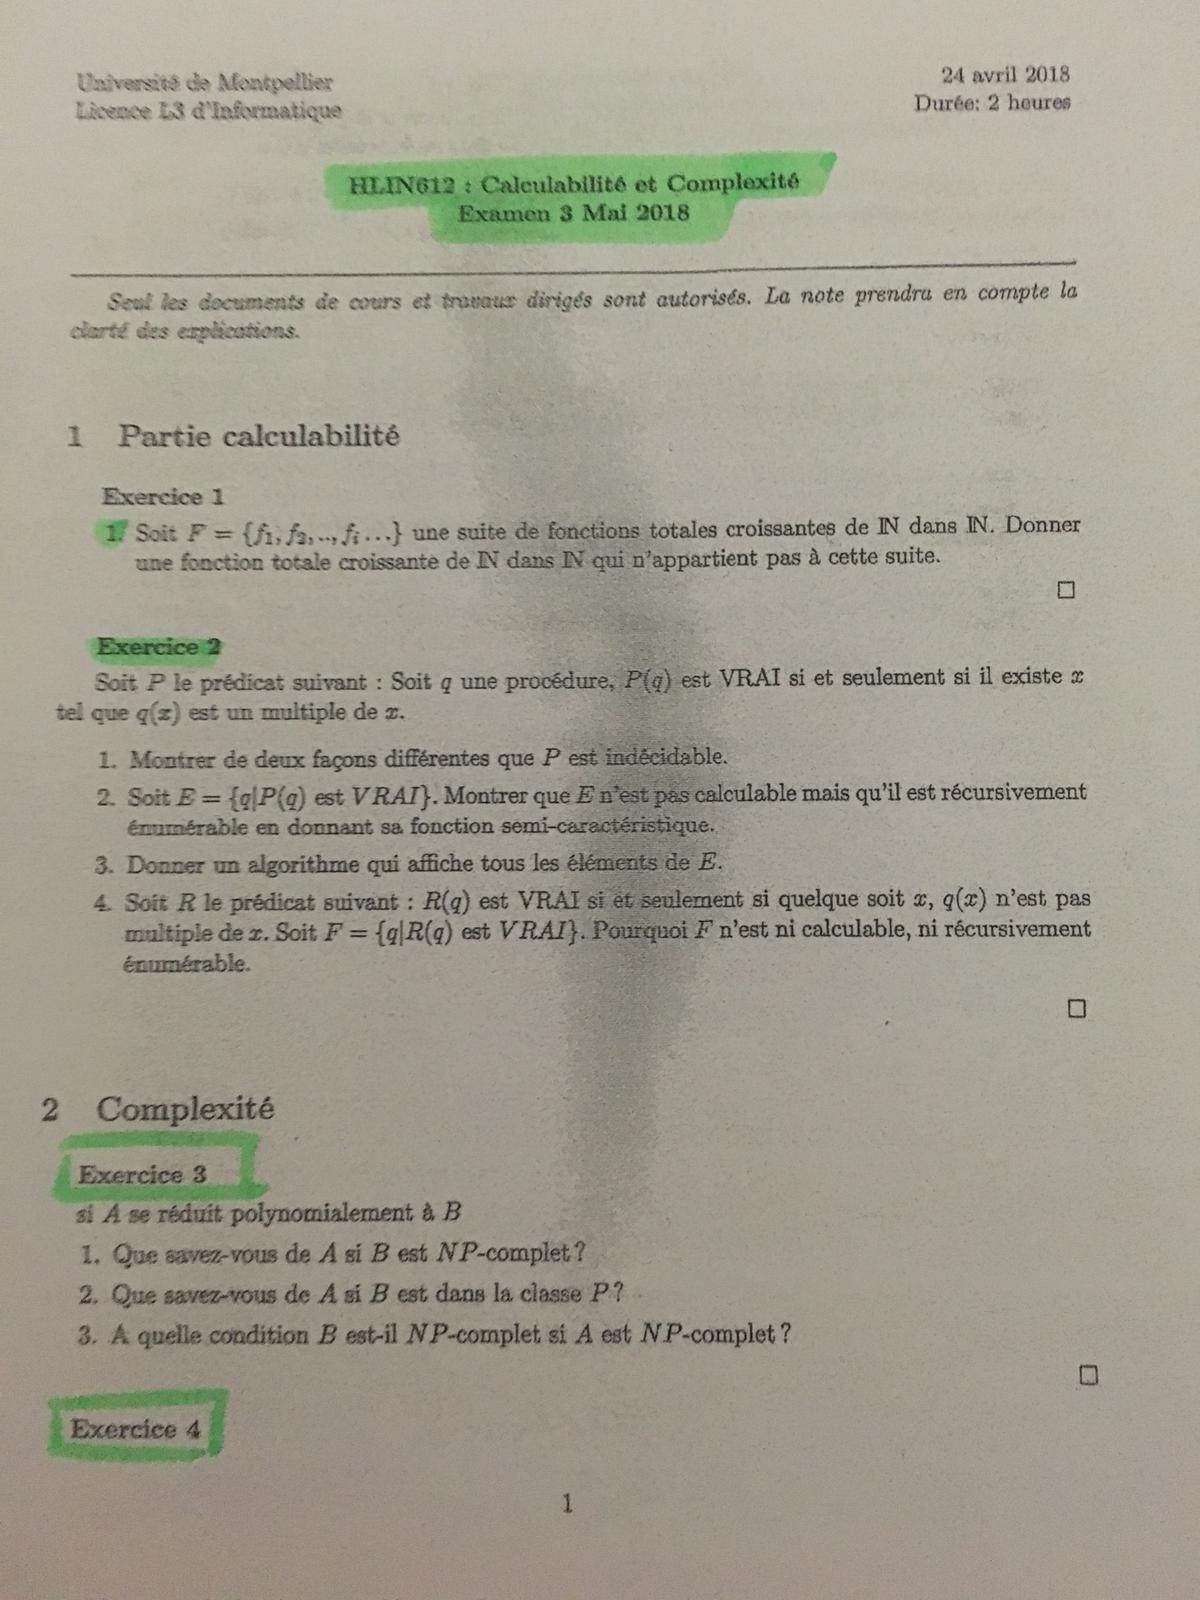 Université de Montpellier
Licence L3 d'Informatique
24 avril 2018
Durée: 2 heures
HLIN612 : Calculabilité et Complexité
Examen 3 Mai 2018
Seul les documents de cours et travaux dirigés sont autorisés. La note prendra en compte la
clarté des explications.
1 Partie calculabilité
Exercice 1
1. Soit F = {f₁, f₂, .., fᵢ ...} une suite de fonctions totales croissantes de ℕ dans ℕ. Donner
une fonction totale croissante de ℕ dans ℕ qui n'appartient pas à cette suite.
□
Exercice 2
Soit P le prédicat suivant : Soit q une procédure, P(q) est VRAI si et seulement si il existe x
tel que q(x) est un multiple de x.
1. Montrer de deux façons différentes que P est indécidable.
2. Soit E = {q|P(q) est VRAI}. Montrer que E n'est pas calculable mais qu'il est récursivement
énumérable en donnant sa fonction semi-caractéristique.
3. Donner un algorithme qui affiche tous les éléments de E.
4. Soit R le prédicat suivant : R(q) est VRAI si et seulement si quelque soit x, q(x) n'est pas
multiple de x. Soit F = {q|R(q) est VRAI}. Pourquoi F n'est ni calculable, ni récursivement
énumérable.
□
2 Complexité
Exercice 3
si A se réduit polynomialement à B
1. Que savez-vous de A si B est NP-complet ?
2. Que savez-vous de A si B est dans la classe P ?
3. A quelle condition B est-il NP-complet si A est NP-complet ?
□
Exercice 4
1